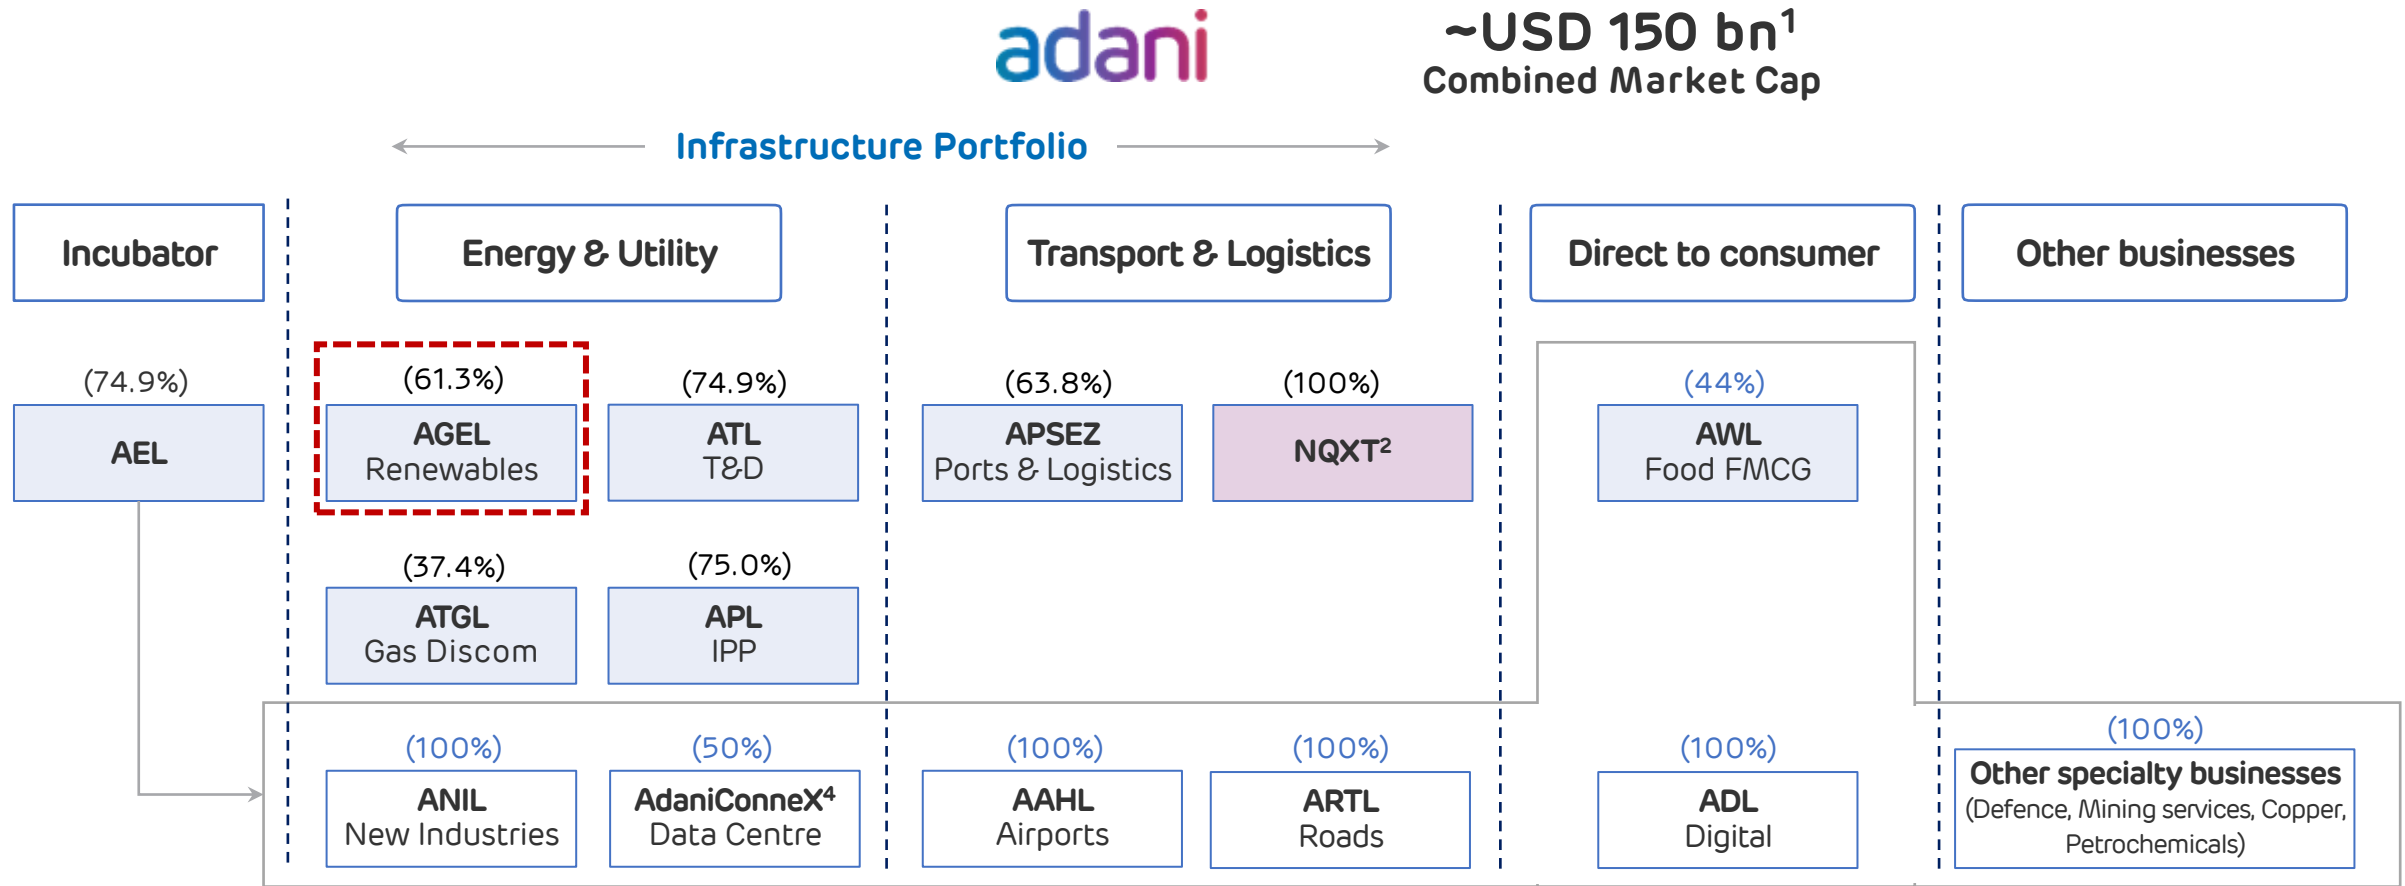 adani
~USD 150 bn¹
Combined Market Cap
Infrastructure Portfolio
Incubator
Energy & Utility
Transport & Logistics
Direct to consumer
Other businesses
(74.9%)
AEL
(61.3%)
AGEL
Renewables
(74.9%)
ATL
T&D
(63.8%)
APSEZ
Ports & Logistics
(100%)
NQXT²
(44%)
AWL
Food FMCG
(37.4%)
ATGL
Gas Discom
(75.0%)
APL
IPP
(100%)
ANIL
New Industries
(50%)
AdaniConneX⁴
Data Centre
(100%)
AAHL
Airports
(100%)
ARTL
Roads
(100%)
ADL
Digital
(100%)
Other specialty businesses
(Defence, Mining services, Copper,
Petrochemicals)